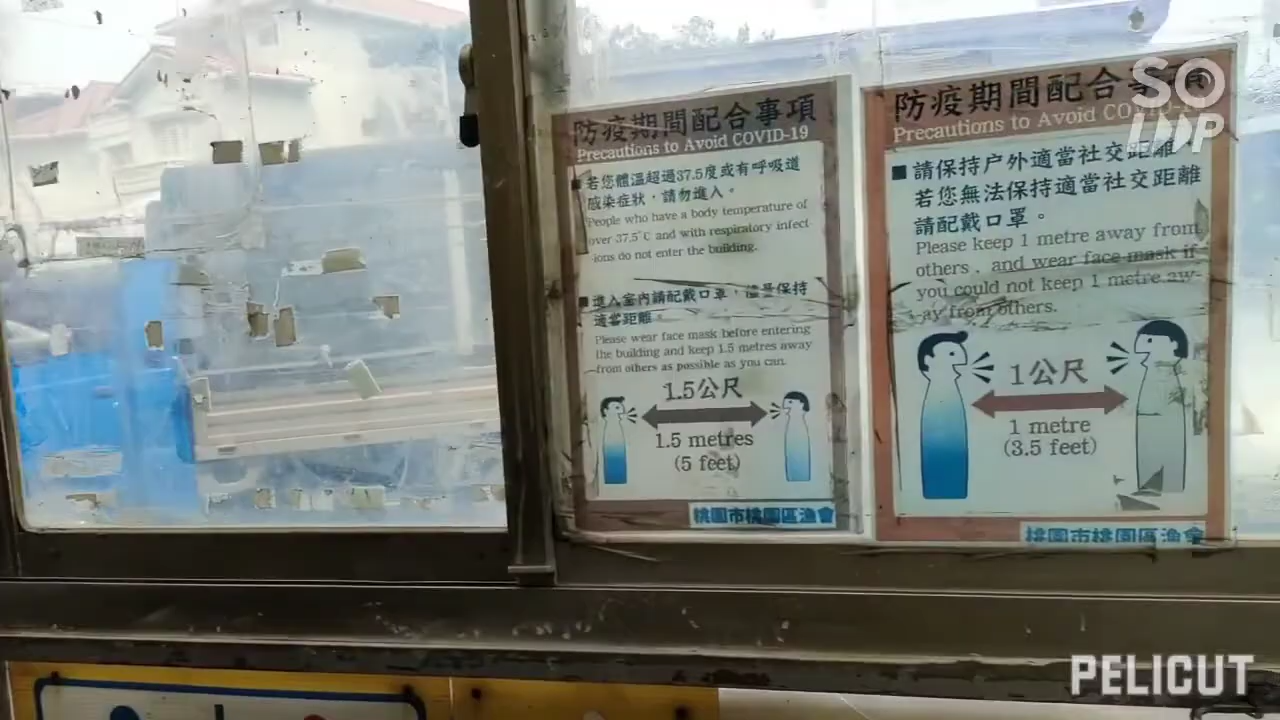 防疫期間配合事項
Precautions to Avoid COVID-19
■若您體溫超過37.5度或有呼吸道
感染症狀，請勿進入。
People who have a body temperature of
over 37.5°C and with respiratory infect
-ions do not enter the building.
■進入室內請配戴口罩，儘量保持
適當距離。
Please wear face mask before entering
the building and keep 1.5 metres away
from others as possible as you can.
1.5公尺
1.5 metres
(5 feet)
桃園市桃園區漁會
防疫期間配合事項
Precautions to Avoid COVID-19
■請保持戶外適當社交距離，
若您無法保持適當社交距離
請配戴口罩。
Please keep 1 metre away from
others , and wear face mask if
you could not keep 1 metre aw-
-ay from others.
1公尺
1 metre
(3.5 feet)
桃園市桃園區漁會
SO
PELICUT